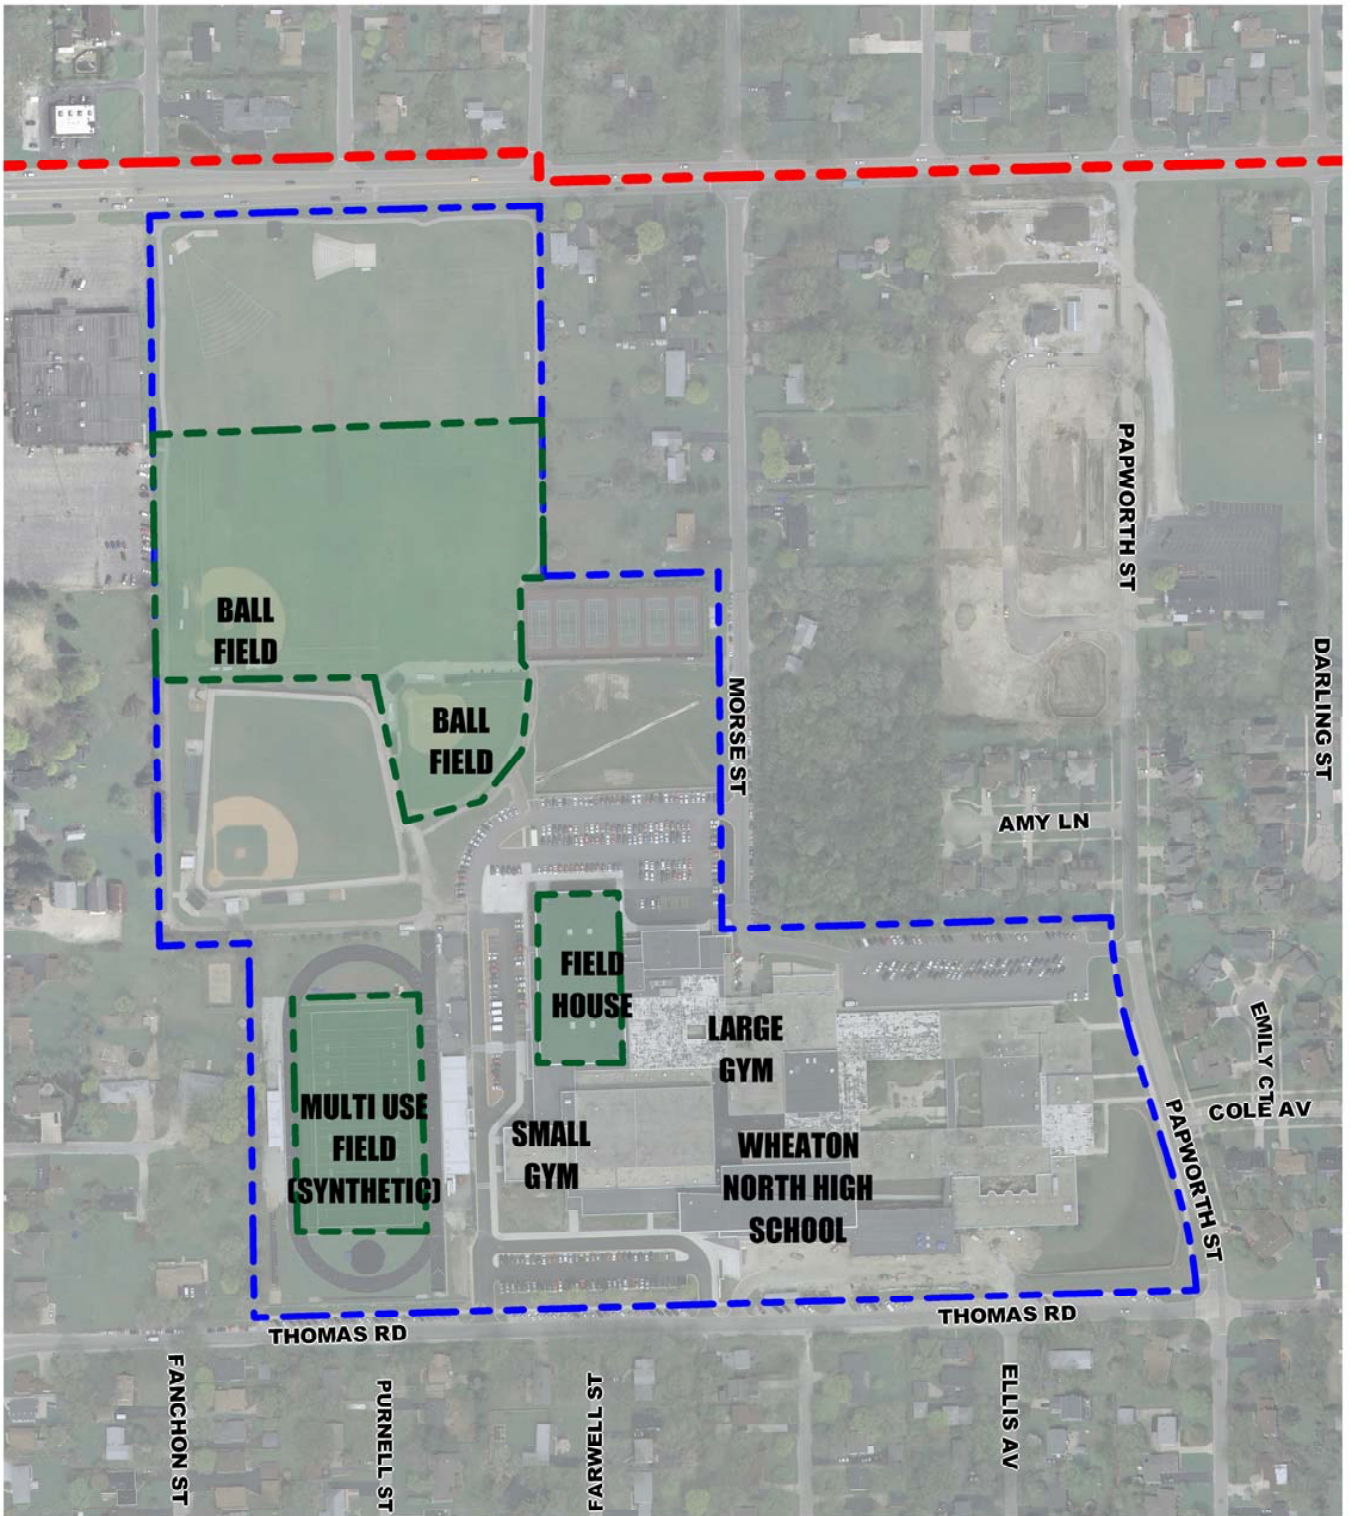 PAPWORTH ST
BALL
FIELD
BALL
FIELD
MORSE ST
DARLING ST
AMY LN
FIELD
HOUSE
LARGE
GYM
EMILY CT
COLE AV
MULTI USE
FIELD
(SYNTHETIC)
SMALL
GYM
WHEATON
NORTH HIGH
SCHOOL
PAPWORTH ST
THOMAS RD
THOMAS RD
FANCHON ST
PURNELL ST
FARWELL ST
ELLIS AV